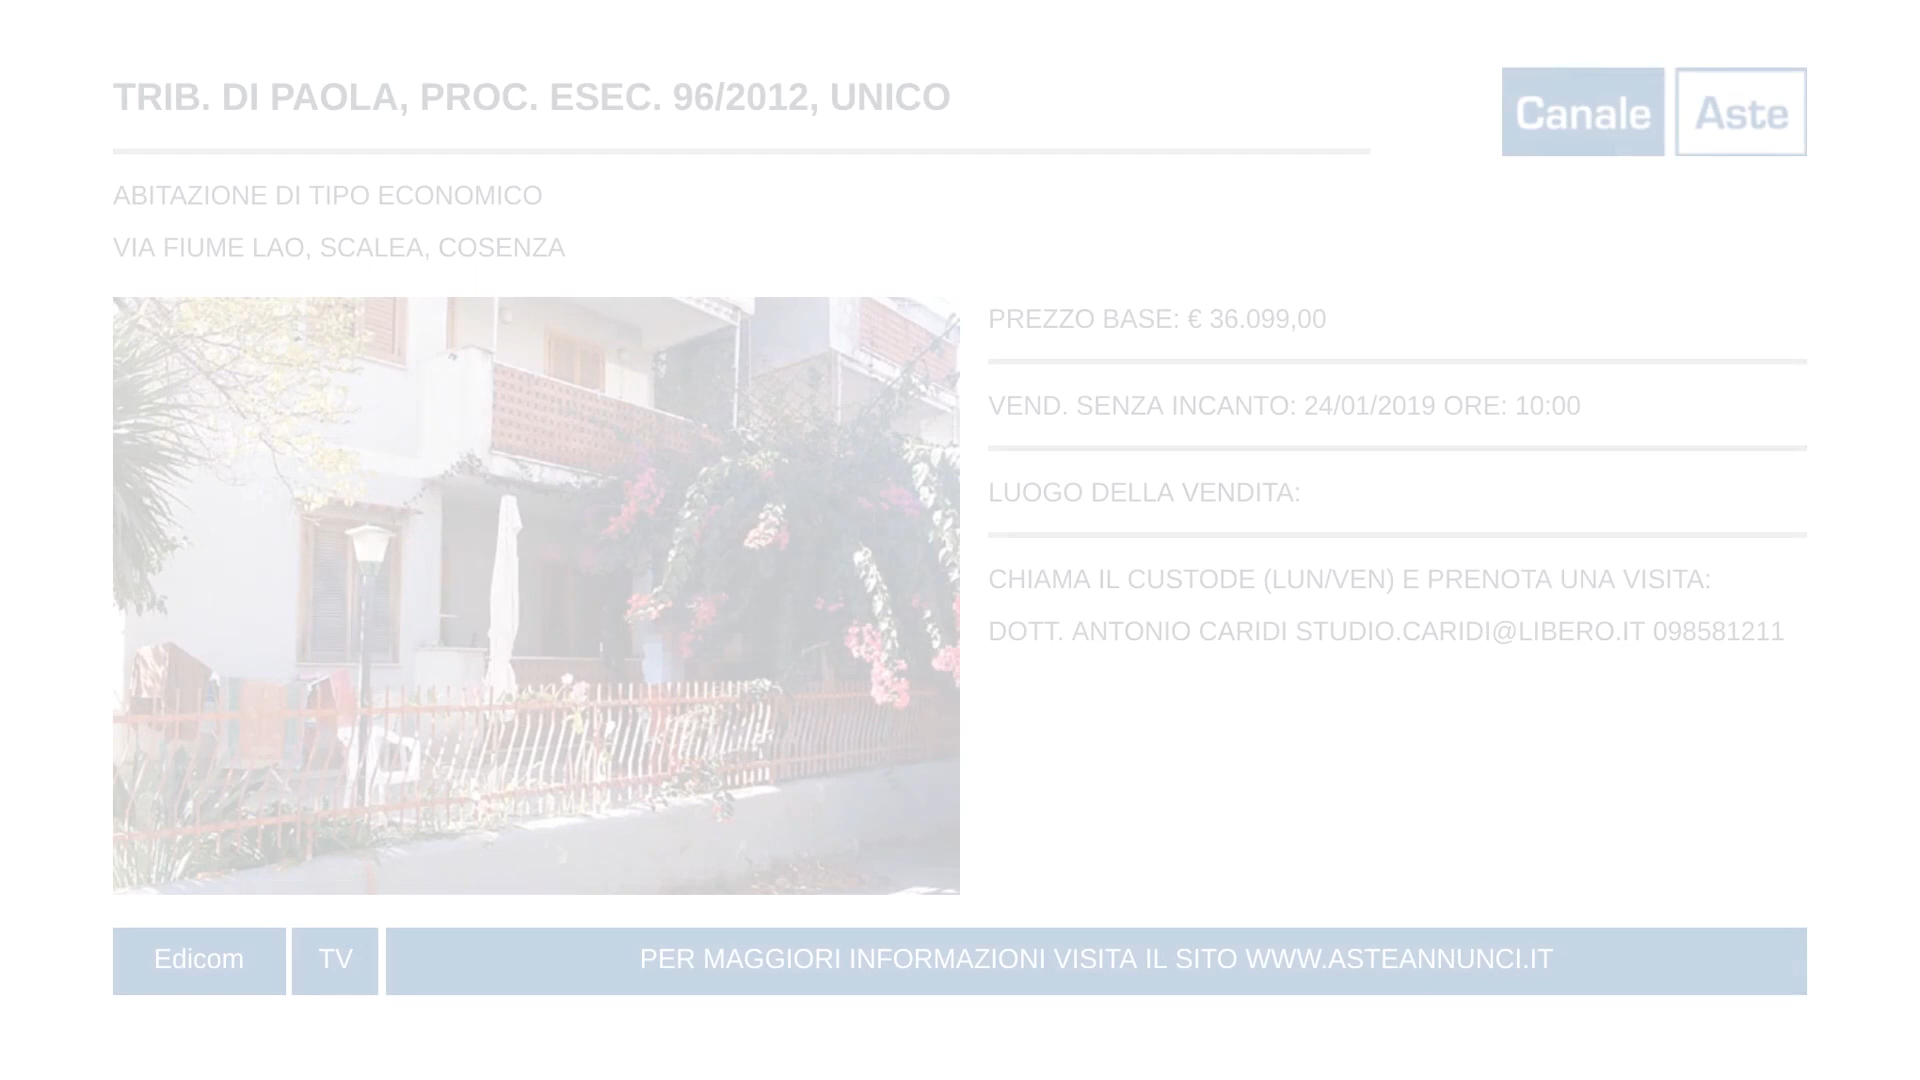 TRIB. DI PAOLA, PROC. ESEC. 96/2012, UNICO
Canale Aste
ABITAZIONE DI TIPO ECONOMICO
VIA FIUME LAO, SCALEA, COSENZA
PREZZO BASE: € 36.099,00
VEND. SENZA INCANTO: 24/01/2019 ORE: 10:00
LUOGO DELLA VENDITA:
CHIAMA IL CUSTODE (LUN/VEN) E PRENOTA UNA VISITA:
DOTT. ANTONIO CARIDI STUDIO.CARIDI@LIBERO.IT 098581211
Edicom TV PER MAGGIORI INFORMAZIONI VISITA IL SITO WWW.ASTEANNUNCI.IT